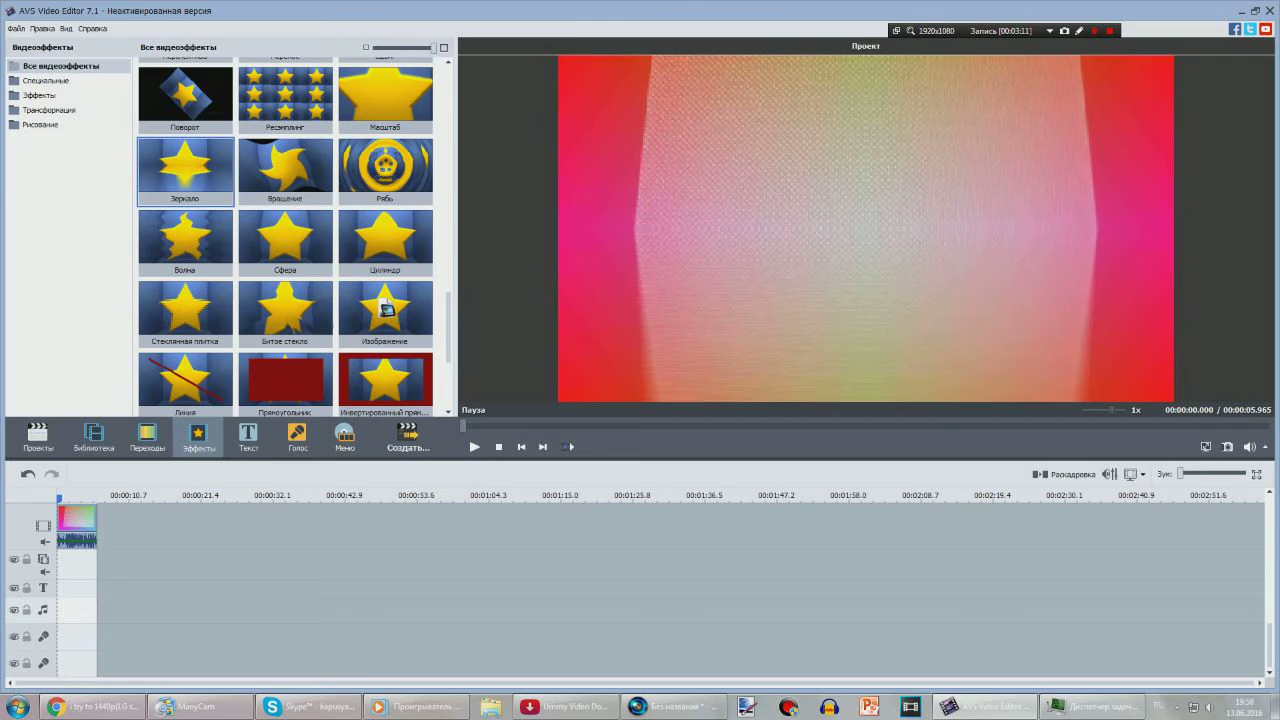 AVS Video Editor 7.1 - Неактивированная версия
Файл Правка Вид Справка
1920x1080 Запись [00:03:11]
Видеоэффекты
Все видеоэффекты
Проект
Все видеоэффекты
Специальные
Эффекты
Трансформация
Рисование
Поворот
Ресэмплинг
Масштаб
Зеркало
Вращение
Рябь
Волна
Сфера
Цилиндр
Стеклянная плитка
Битое стекло
Изображение
Линия
Прямоугольник
Инвертированный прям...
Пауза
1x
00:00:00.000 / 00:00:05.965
Проекты
Библиотека
Переходы
Эффекты
Текст
Голос
Меню
Создать...
Раскадровка
Зум:
00:00:10.7 00:00:21.4 00:00:32.1 00:00:42.9 00:00:53.6 00:01:04.3 00:01:15.0 00:01:25.8 00:01:36.5 00:01:47.2 00:01:58.0 00:02:08.7 00:02:19.4 00:02:30.1 00:02:40.9 00:02:51.6
T
i try to 1440p(LG s...
ManyCam
Skype™ - kapusya...
Проигрыватель ...
Ummy Video Do...
Без названия * -...
AVS Video Editor ...
Диспетчер задач...
RU
19:38
13.06.2016